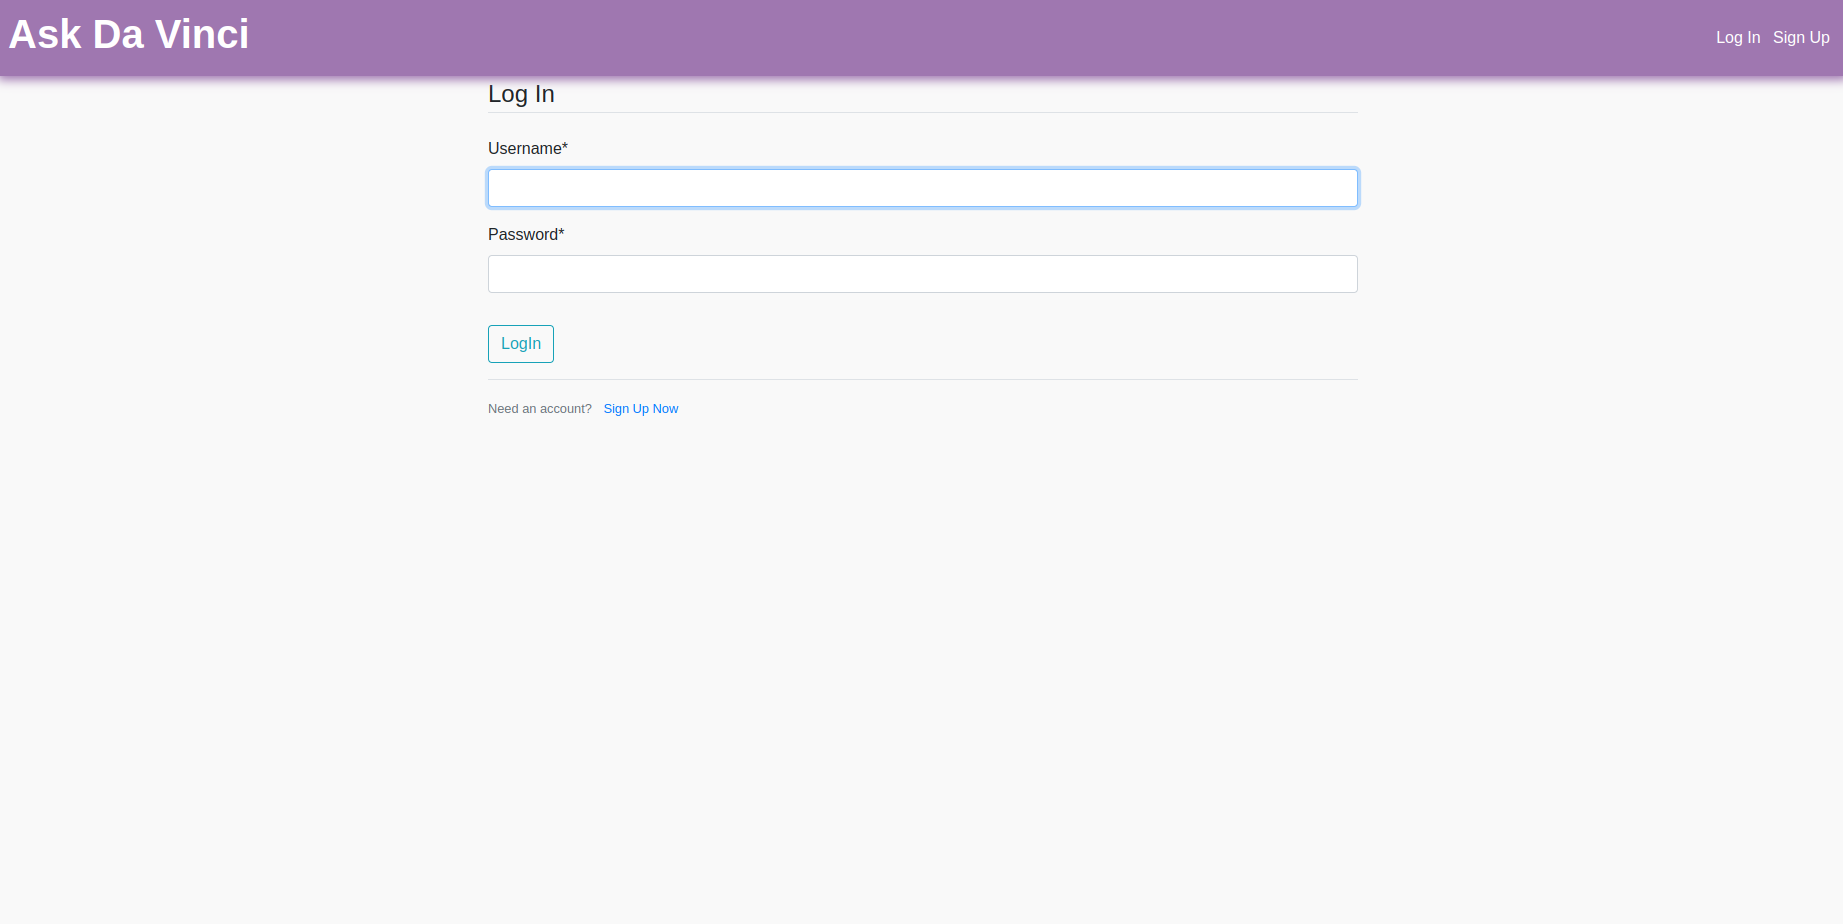 Ask Da Vinci
Log In Sign Up
Log In
Username*
Password*
LogIn
Need an account? Sign Up Now